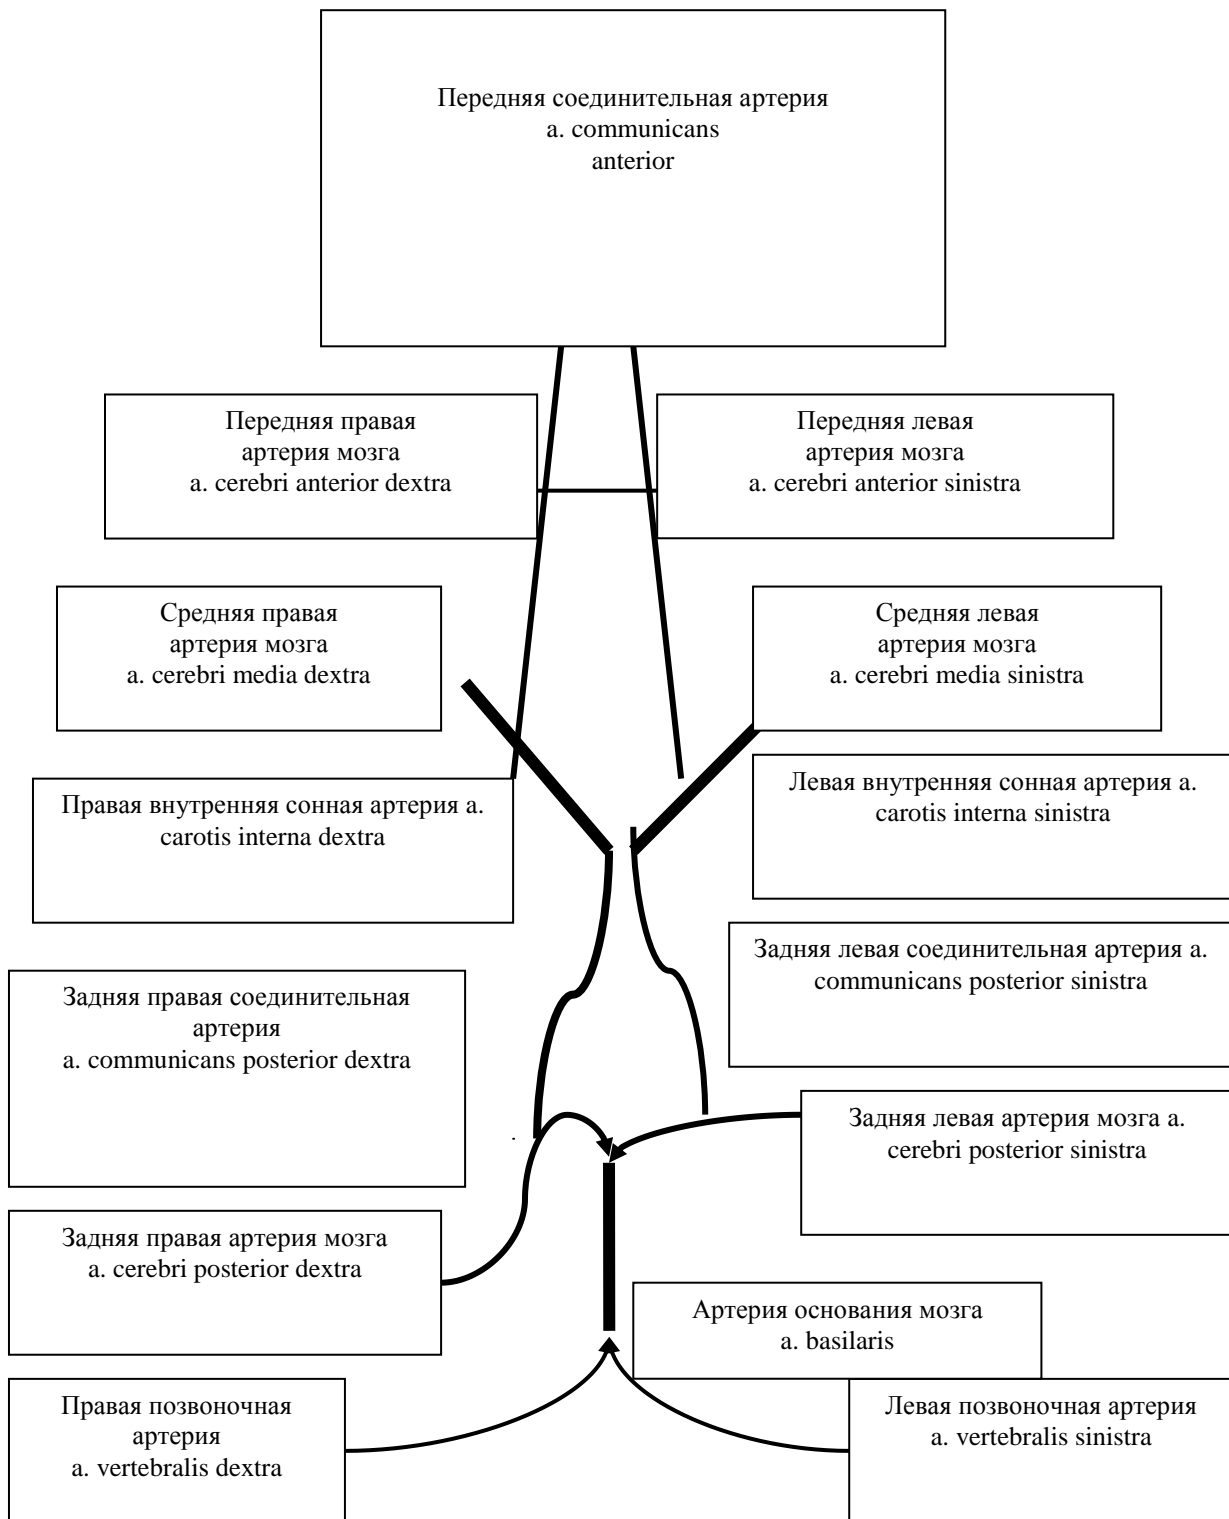 Передняя соединительная артерия
a. communicans
anterior
Передняя правая
артерия мозга
a. cerebri anterior dextra
Передняя левая
артерия мозга
a. cerebri anterior sinistra
Средняя правая
артерия мозга
a. cerebri media dextra
Средняя левая
артерия мозга
a. cerebri media sinistra
Правая внутренняя сонная артерия a.
carotis interna dextra
Левая внутренняя сонная артерия a.
carotis interna sinistra
Задняя левая соединительная артерия a.
communicans posterior sinistra
Задняя правая соединительная
артерия
a. communicans posterior dextra
Задняя левая артерия мозга a.
cerebri posterior sinistra
Задняя правая артерия мозга
a. cerebri posterior dextra
Артерия основания мозга
a. basilaris
Правая позвоночная
артерия
a. vertebralis dextra
Левая позвоночная артерия
a. vertebralis sinistra